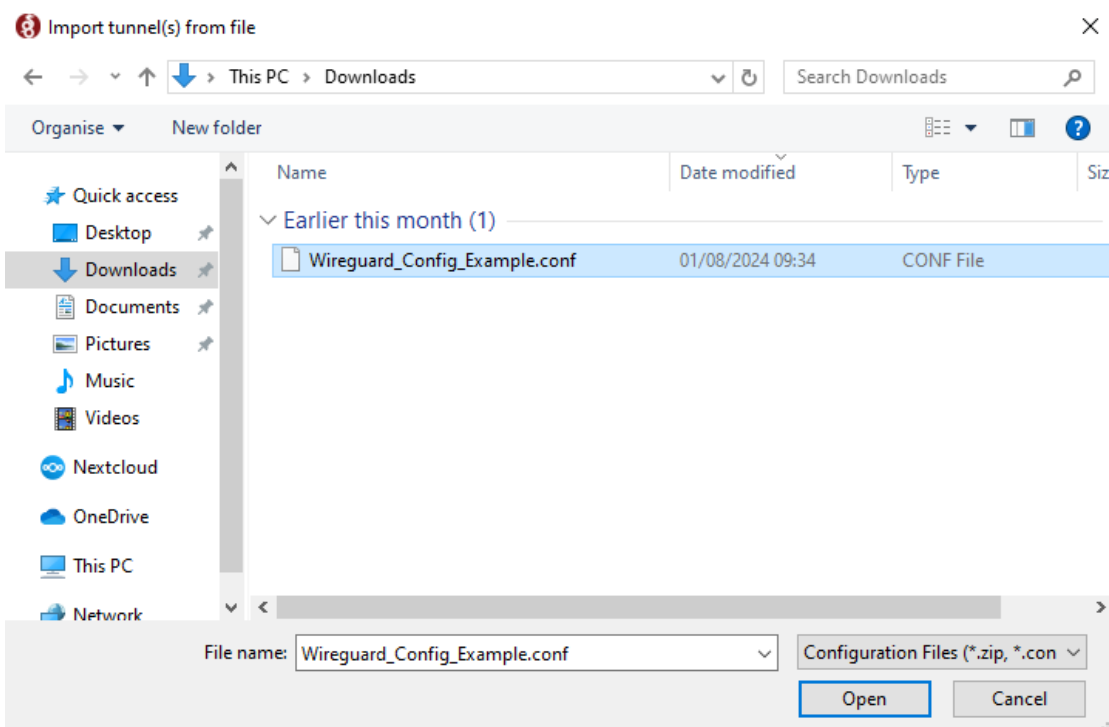 Import tunnel(s) from file
This PC > Downloads
Search Downloads
Organise
New folder
Name
Date modified
Type
Siz
Quick access
Desktop
Downloads
Documents
Pictures
Music
Videos
Nextcloud
OneDrive
This PC
Network
Earlier this month (1)
Wireguard_Config_Example.conf 01/08/2024 09:34 CONF File
File name: Wireguard_Config_Example.conf
Configuration Files (*.zip, *.con
Open
Cancel